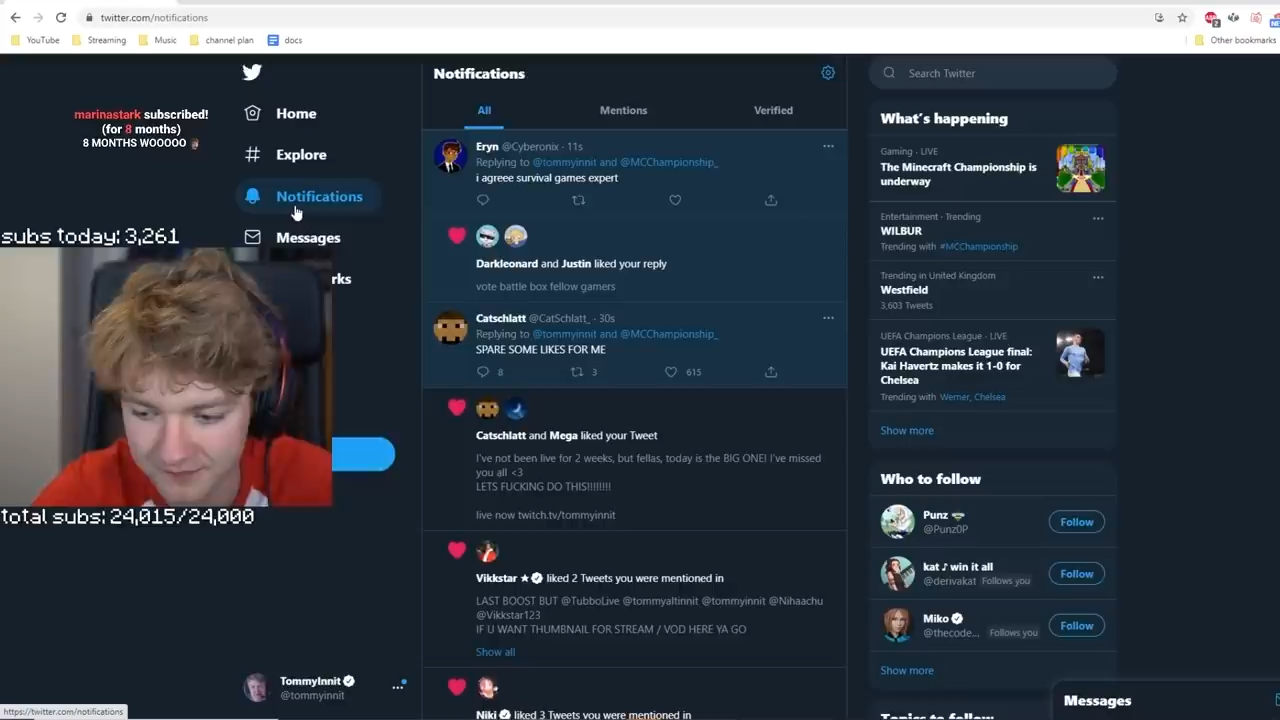 twitter.com/notifications
YouTube
Streaming
Music
channel plan
docs
Other bookmarks
marinastark subscribed!
(for 8 months)
8 MONTHS WOOOOO
subs today: 3,261
total subs: 24,015/24,000
Home
Explore
Notifications
Messages
rks
TommyInnit
@tommyinnit
https://twitter.com/notifications
Notifications
All
Mentions
Verified
Eryn @Cyberonix · 11s
Replying to @tommyinnit and @MCChampionship_
i agreee survival games expert
Darkleonard and Justin liked your reply
vote battle box fellow gamers
Catschlatt @CatSchlatt_ · 30s
Replying to @tommyinnit and @MCChampionship_
SPARE SOME LIKES FOR ME
8 3 615
Catschlatt and Mega liked your Tweet
I've not been live for 2 weeks, but fellas, today is the BIG ONE! I've missed
you all <3
LETS FUCKING DO THIS!!!!!!!!
live now twitch.tv/tommyinnit
Vikkstar ★ liked 2 Tweets you were mentioned in
LAST BOOST BUT @TubboLive @tommyaltinnit @tommyinnit @Nihaachu
@Vikkstar123
IF U WANT THUMBNAIL FOR STREAM / VOD HERE YA GO
Show all
Niki liked 3 Tweets you were mentioned in
Search Twitter
What's happening
Gaming · LIVE
The Minecraft Championship is
underway
Entertainment · Trending
WILBUR
Trending with #MCChampionship
Trending in United Kingdom
Westfield
3,603 Tweets
UEFA Champions League · LIVE
UEFA Champions League final:
Kai Havertz makes it 1-0 for
Chelsea
Trending with Werner, Chelsea
Show more
Who to follow
Punz
@Punz0P
Follow
kat ♪ win it all
@derivakat Follows you
Follow
Miko
@thecode... Follows you
Follow
Show more
Topics to follow
Messages